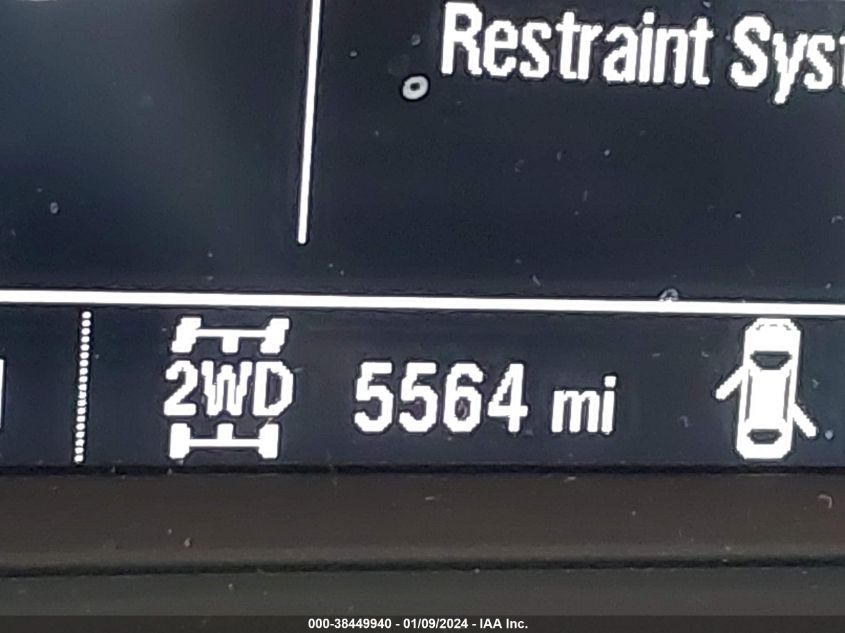 Restraint Syst
2WD
5564 mi
000-38449940 - 01/09/2024 - IAA Inc.